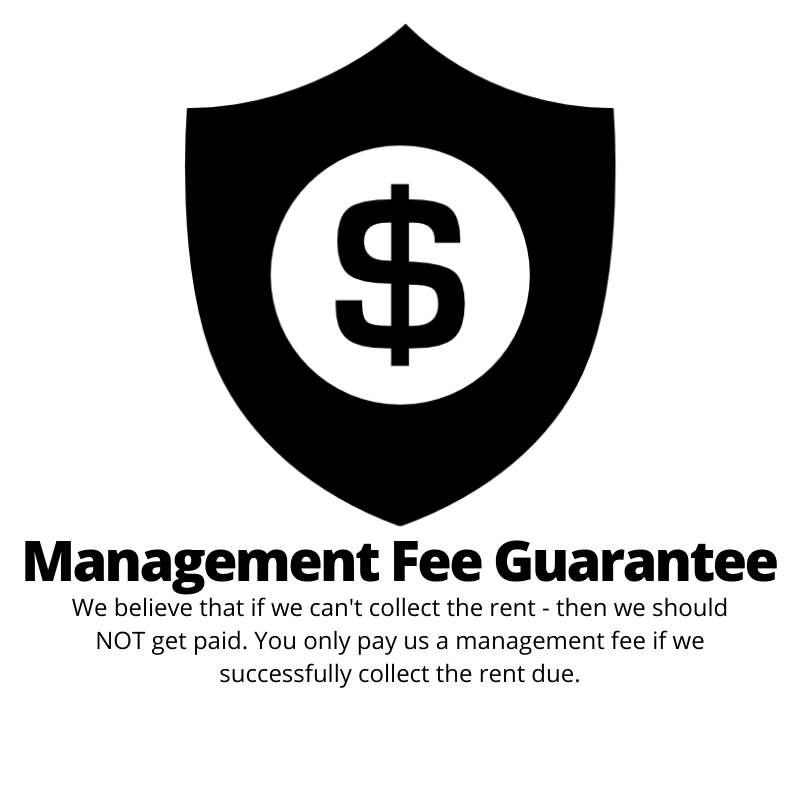 $
Management Fee Guarantee
We believe that if we can't collect the rent - then we should
NOT get paid. You only pay us a management fee if we
successfully collect the rent due.